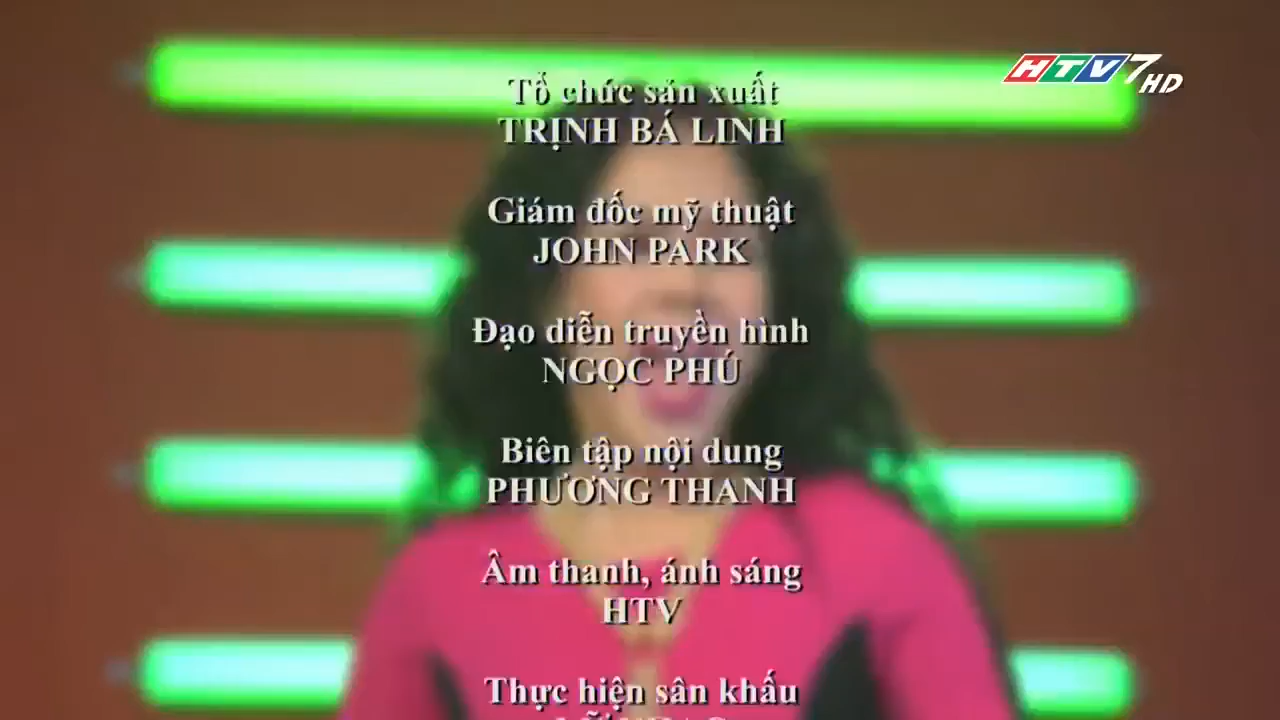 HTV7 HD
Tổ chức sản xuất
TRỊNH BÁ LINH
Giám đốc mỹ thuật
JOHN PARK
Đạo diễn truyền hình
NGỌC PHÚ
Biên tập nội dung
PHƯƠNG THANH
Âm thanh, ánh sáng
HTV
Thực hiện sân khấu